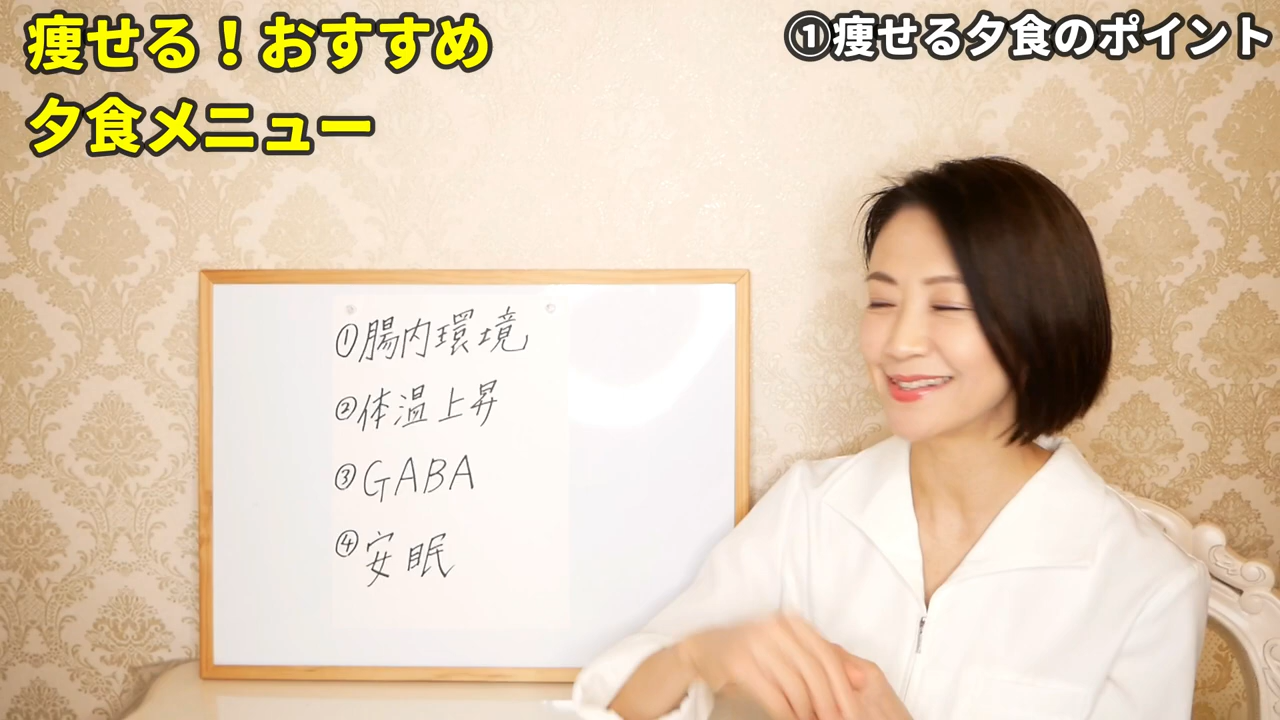 痩せる！おすすめ
夕食メニュー
①痩せる夕食のポイント
①腸内環境
②体温上昇
③GABA
④安眠